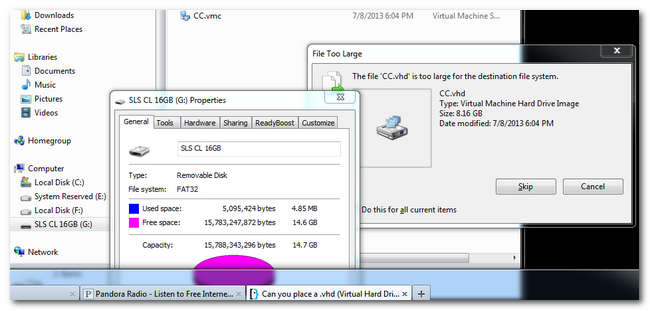 Downloads
Recent Places
Libraries
Documents
Music
Pictures
Videos
Homegroup
Computer
Local Disk (C:)
System Reserved (E:)
Local Disk (F:)
SLS CL 16GB (G:)
Network
CC.vmc 7/8/2013 6:04 PM Virtual Machine S...
File Too Large
The file 'CC.vhd' is too large for the destination file system.
CC.vhd
Type: Virtual Machine Hard Drive Image
Size: 8.16 GB
Date modified: 7/8/2013 6:04 PM
Skip Cancel
Do this for all current items
SLS CL 16GB (G:) Properties
General Tools Hardware Sharing ReadyBoost Customize
SLS CL 16GB
Type: Removable Disk
File system: FAT32
Used space: 5,095,424 bytes 4.85 MB
Free space: 15,783,247,872 bytes 14.6 GB
Capacity: 15,788,343,296 bytes 14.7 GB
Pandora Radio - Listen to Free Interne... Can you place a .vhd (Virtual Hard Driv...